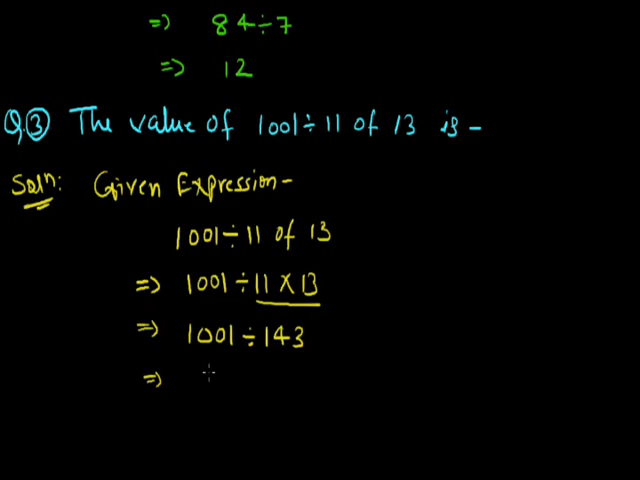 => 84÷7
=> 12
Q.③ The value of 1001÷11 of 13 is -
Solⁿ: Given Expression-
1001÷11 of 13
=> 1001÷11 x 13
=> 1001÷143
=>